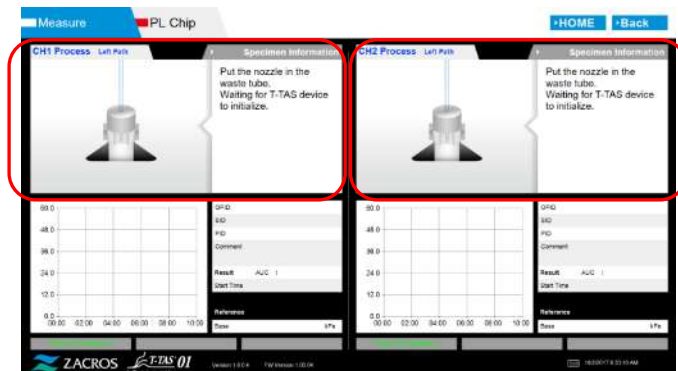 Measure
PL Chip
HOME
Back
CH1 Process Left Path
Specimen Information
Put the nozzle in the
waste tube.
Waiting for T-TAS device
to initialize.
CH2 Process Left Path
Specimen Information
Put the nozzle in the
waste tube.
Waiting for T-TAS device
to initialize.
60.0
48.0
36.0
24.0
12.0
0.0
00:00 02:00 04:00 06:00 08:00 10:00
OPID
SID
PID
Comment
Result AUC :
Start Time
Reference
Base kPa
60.0
48.0
36.0
24.0
12.0
0.0
00:00 02:00 04:00 06:00 08:00 10:00
OPID
SID
PID
Comment
Result AUC :
Start Time
Reference
Base kPa
ZACROS T-TAS 01